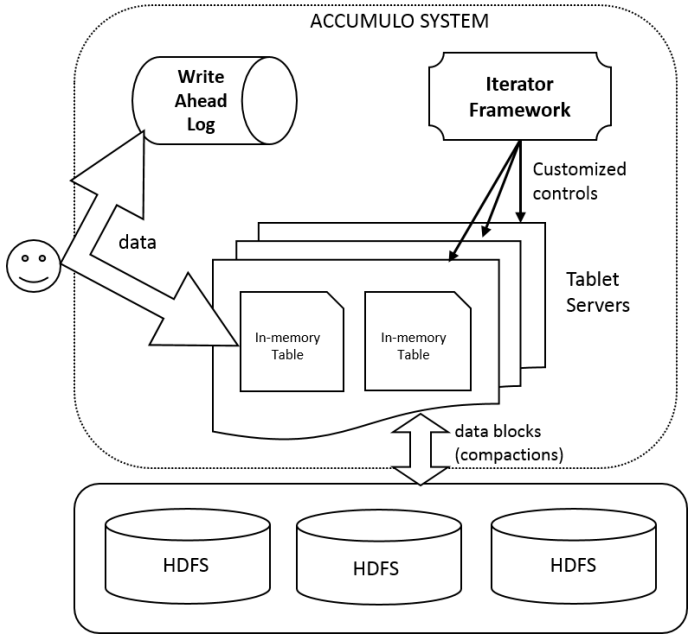 ACCUMULO SYSTEM
Write
Ahead
Log
Iterator
Framework
Customized
controls
data
Tablet
Servers
In-memory
Table
In-memory
Table
data blocks
(compactions)
HDFS
HDFS
HDFS